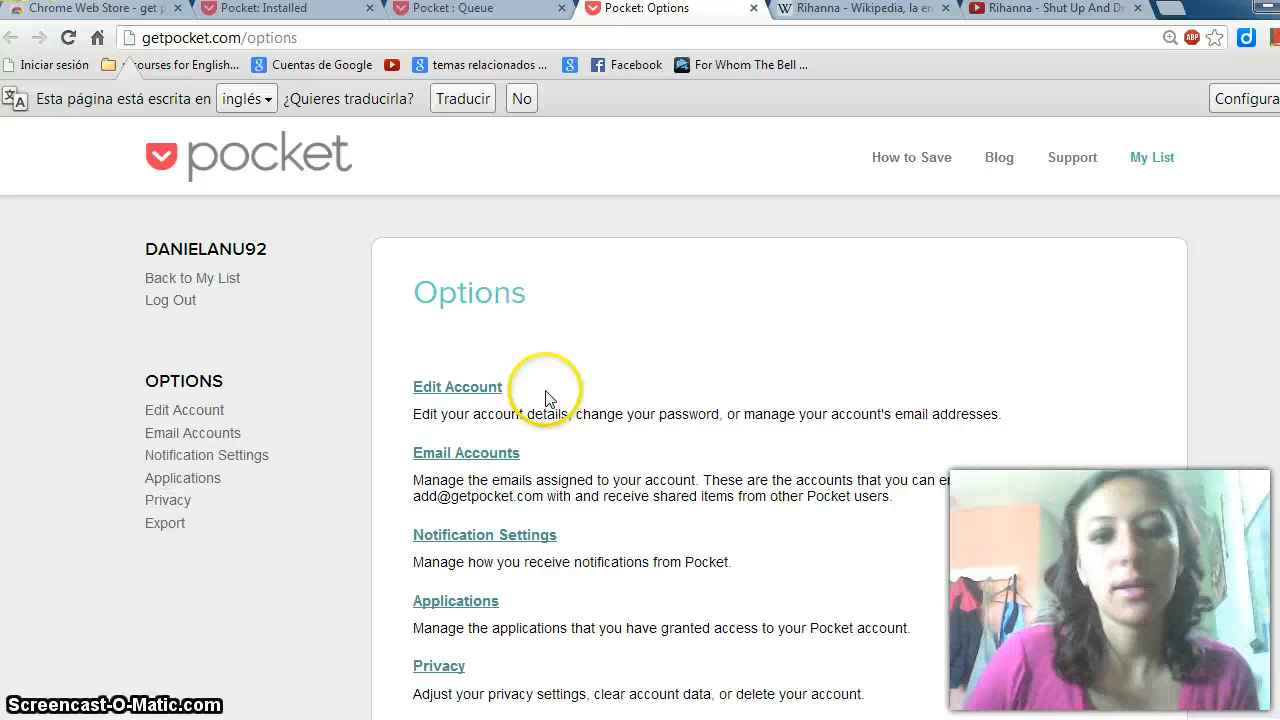 Chrome Web Store - get p
Pocket: Installed
Pocket : Queue
Pocket: Options
Rihanna - Wikipedia, la en
Rihanna - Shut Up And Dr
getpocket.com/options
ABP
Iniciar sesión
ourses for English...
Cuentas de Google
temas relacionados ...
Facebook
For Whom The Bell ...
Esta página está escrita en inglés ¿Quieres traducirla? Traducir No
Configura
pocket
How to Save
Blog
Support
My List
DANIELANU92
Back to My List
Log Out
OPTIONS
Edit Account
Email Accounts
Notification Settings
Applications
Privacy
Export
Options
Edit Account
Edit your account details, change your password, or manage your account's email addresses.
Email Accounts
Manage the emails assigned to your account. These are the accounts that you can
add@getpocket.com with and receive shared items from other Pocket users.
Notification Settings
Manage how you receive notifications from Pocket.
Applications
Manage the applications that you have granted access to your Pocket account.
Privacy
Adjust your privacy settings, clear account data, or delete your account.
Screencast-O-Matic.com